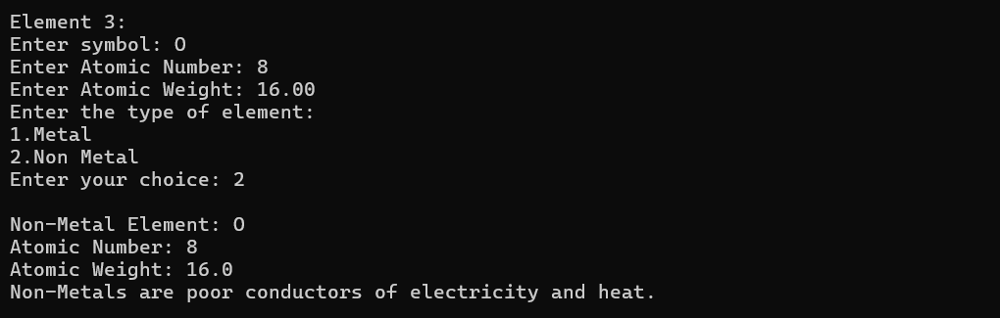 Element 3:
Enter symbol: O
Enter Atomic Number: 8
Enter Atomic Weight: 16.00
Enter the type of element:
1.Metal
2.Non Metal
Enter your choice: 2
Non-Metal Element: O
Atomic Number: 8
Atomic Weight: 16.0
Non-Metals are poor conductors of electricity and heat.